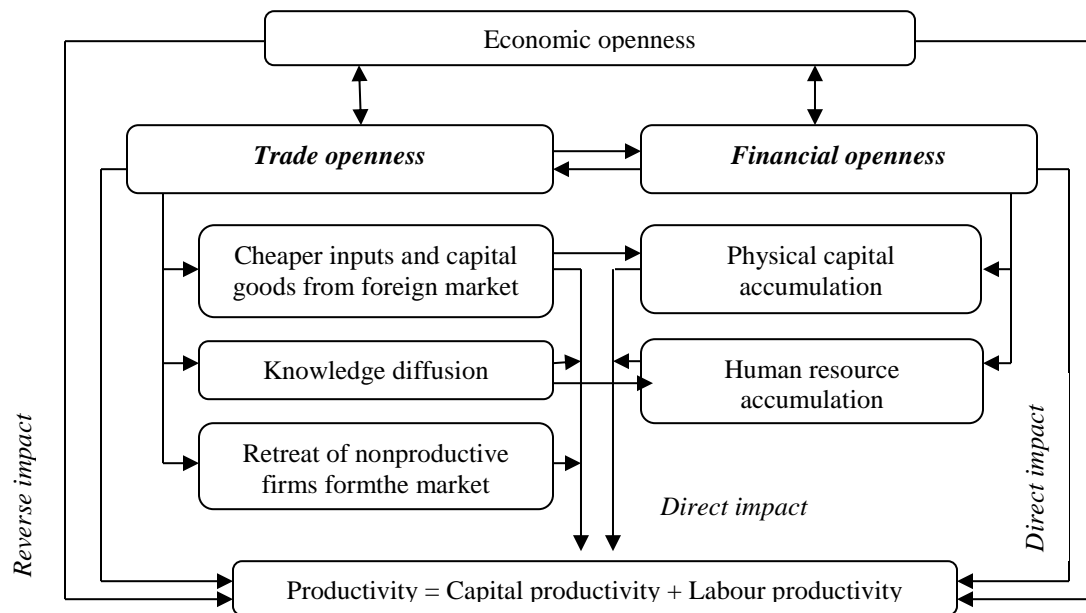 Economic openness
Trade openness
Financial openness
Cheaper inputs and capital
goods from foreign market
Physical capital
accumulation
Knowledge diffusion
Human resource
accumulation
Retreat of nonproductive
firms formthe market
Reverse impact
Direct impact
Direct impact
Productivity = Capital productivity + Labour productivity